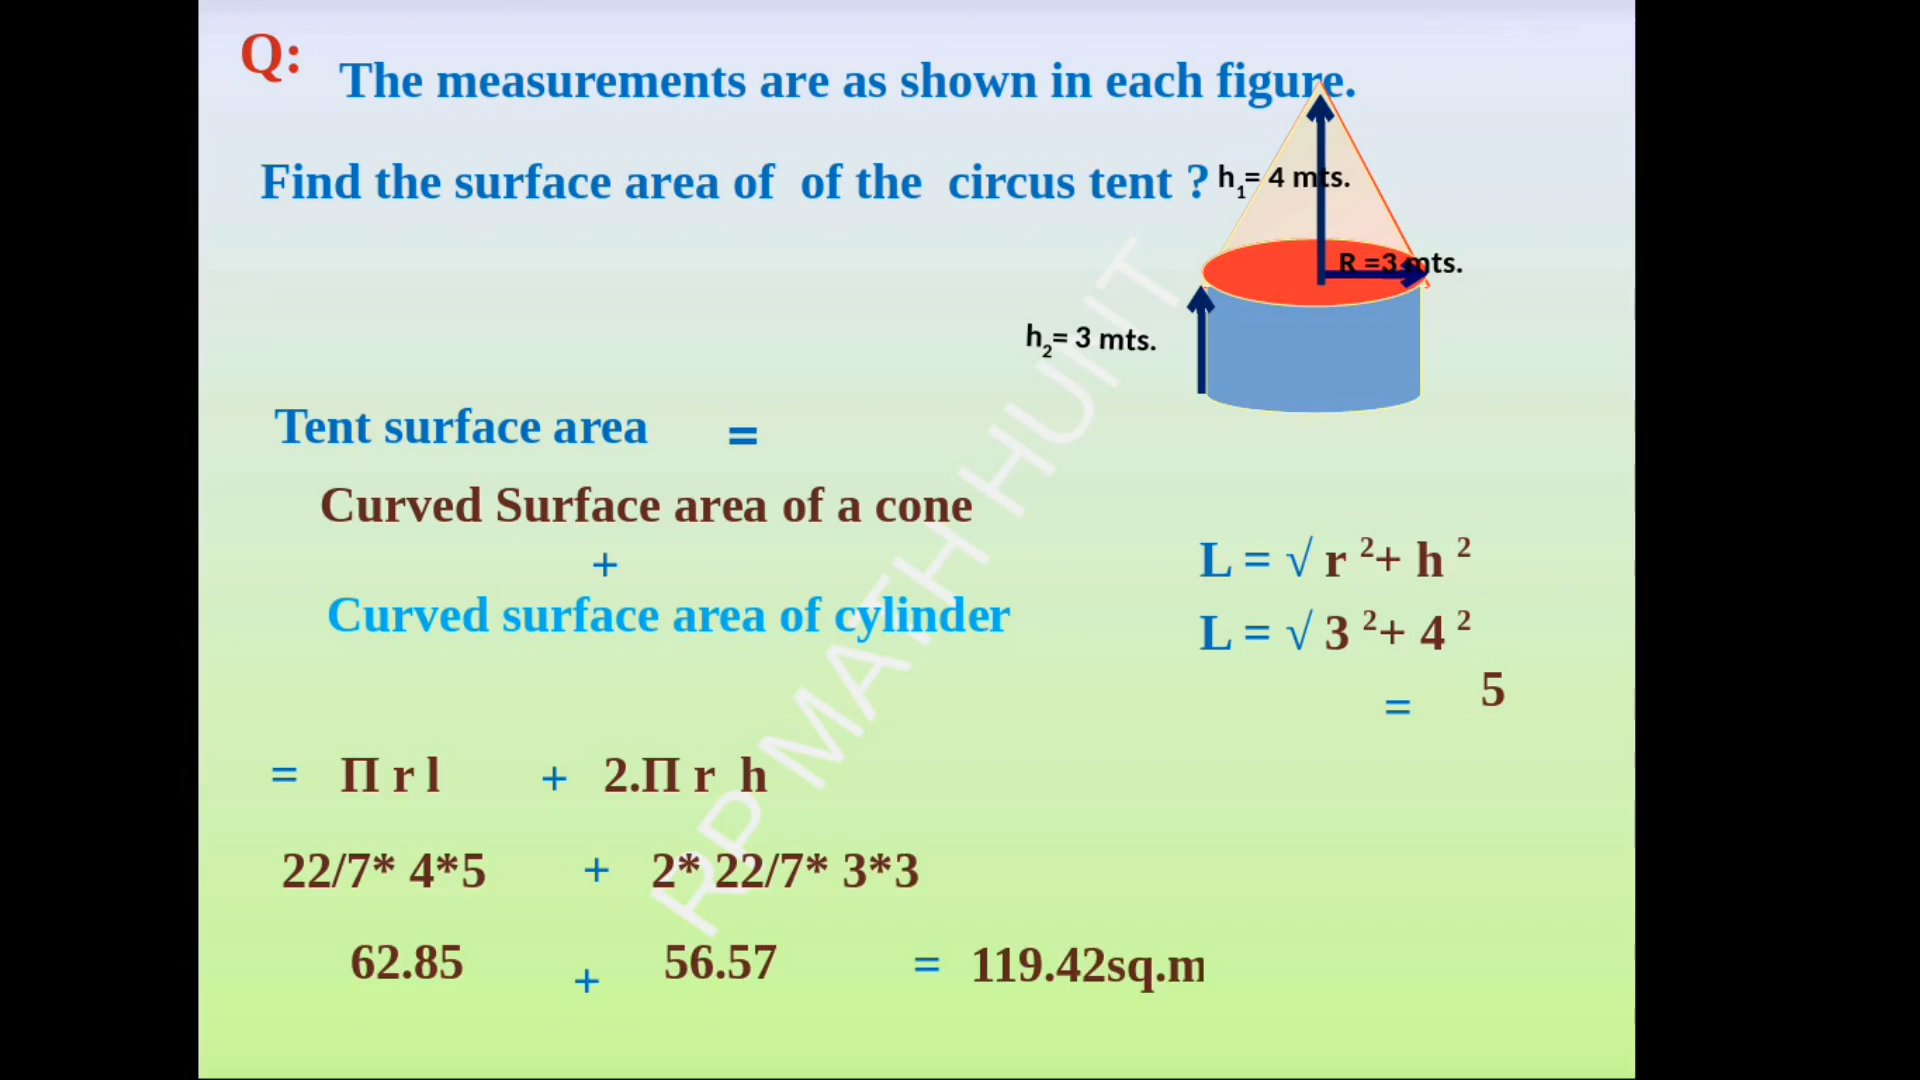 Q:
The measurements are as shown in each figure.
Find the surface area of of the circus tent ?
h1= 4 mts.
R =3 mts.
h2= 3 mts.
Tent surface area =
Curved Surface area of a cone
+
Curved surface area of cylinder
L = √ r ²+ h ²
L = √ 3 ²+ 4 ²
= 5
= Π r l + 2.Π r h
22/7* 4*5 + 2* 22/7* 3*3
62.85 + 56.57 = 119.42sq.m
RP MATH HUIIT